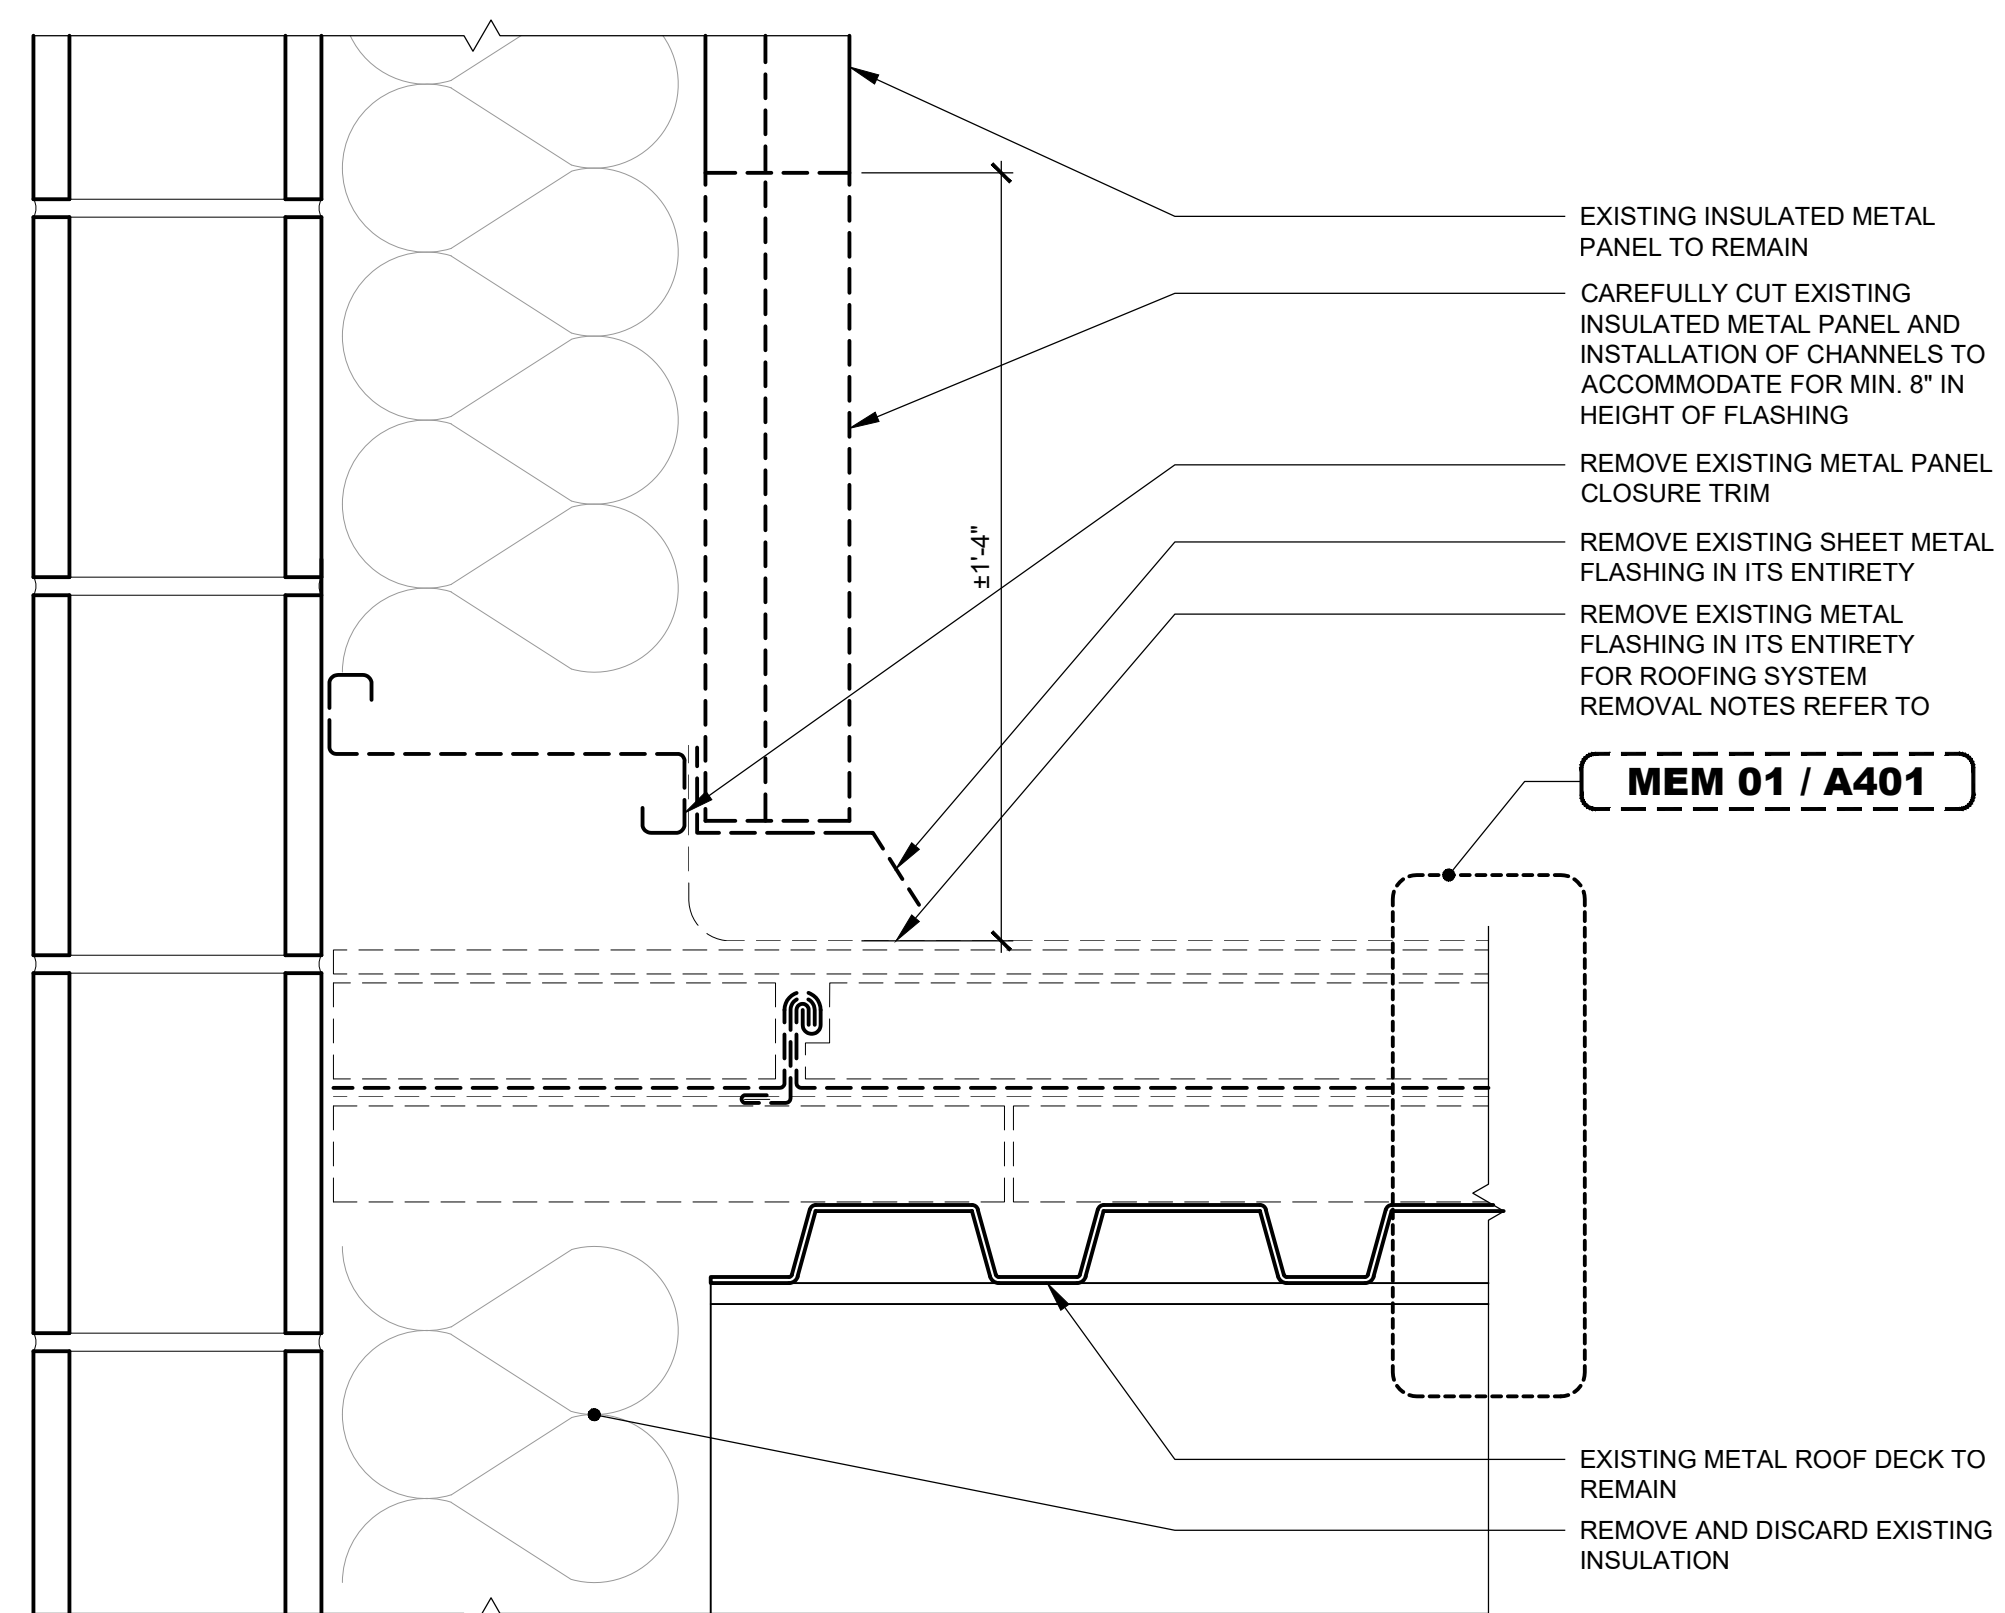 EXISTING INSULATED METAL
PANEL TO REMAIN
CAREFULLY CUT EXISTING
INSULATED METAL PANEL AND
INSTALLATION OF CHANNELS TO
ACCOMMODATE FOR MIN. 8" IN
HEIGHT OF FLASHING
REMOVE EXISTING METAL PANEL
CLOSURE TRIM
±1'-4"
REMOVE EXISTING SHEET METAL
FLASHING IN ITS ENTIRETY
REMOVE EXISTING METAL
FLASHING IN ITS ENTIRETY
FOR ROOFING SYSTEM
REMOVAL NOTES REFER TO
MEM 01 / A401
EXISTING METAL ROOF DECK TO
REMAIN
REMOVE AND DISCARD EXISTING
INSULATION